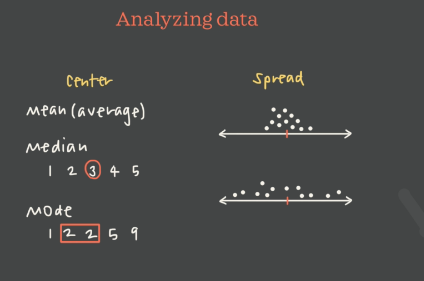 Analyzing data
Center
Mean (average)
Median
1 2 3 4 5
Mode
1 2 2 5 9
Spread